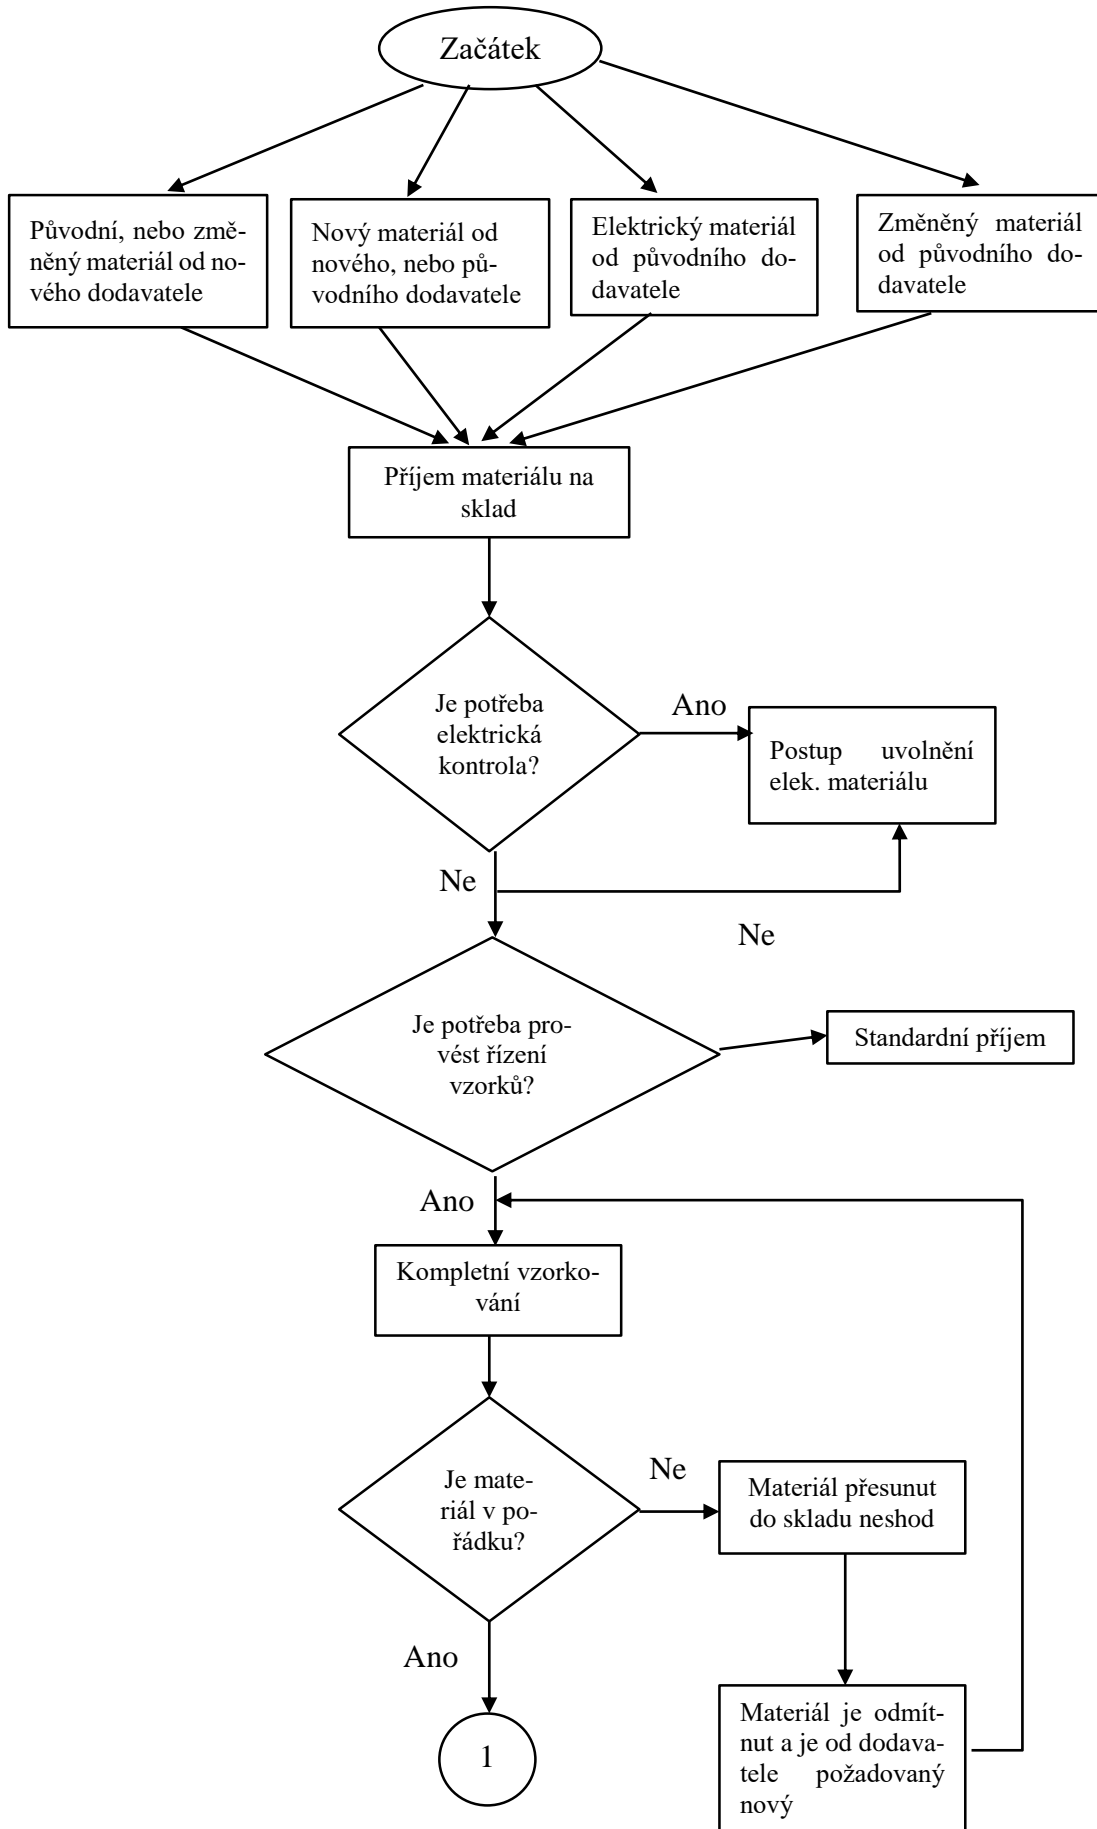 Začátek
Původní, nebo změ-
něný materiál od no-
vého dodavatele
Nový materiál od
nového, nebo pů-
vodního dodavatele
Elektrický materiál
od původního do-
davatele
Změněný materiál
od původního do-
davatele
Příjem materiálu na
sklad
Je potřeba
elektrická
kontrola?
Ano
Postup uvolnění
elek. materiálu
Ne
Ne
Je potřeba pro-
vést řízení
vzorků?
Standardní příjem
Ano
Kompletní vzorko-
vání
Je mate-
riál v po-
řádku?
Ne
Materiál přesunut
do skladu neshod
Ano
Materiál je odmít-
nut a je od dodava-
tele požadovaný
nový
1